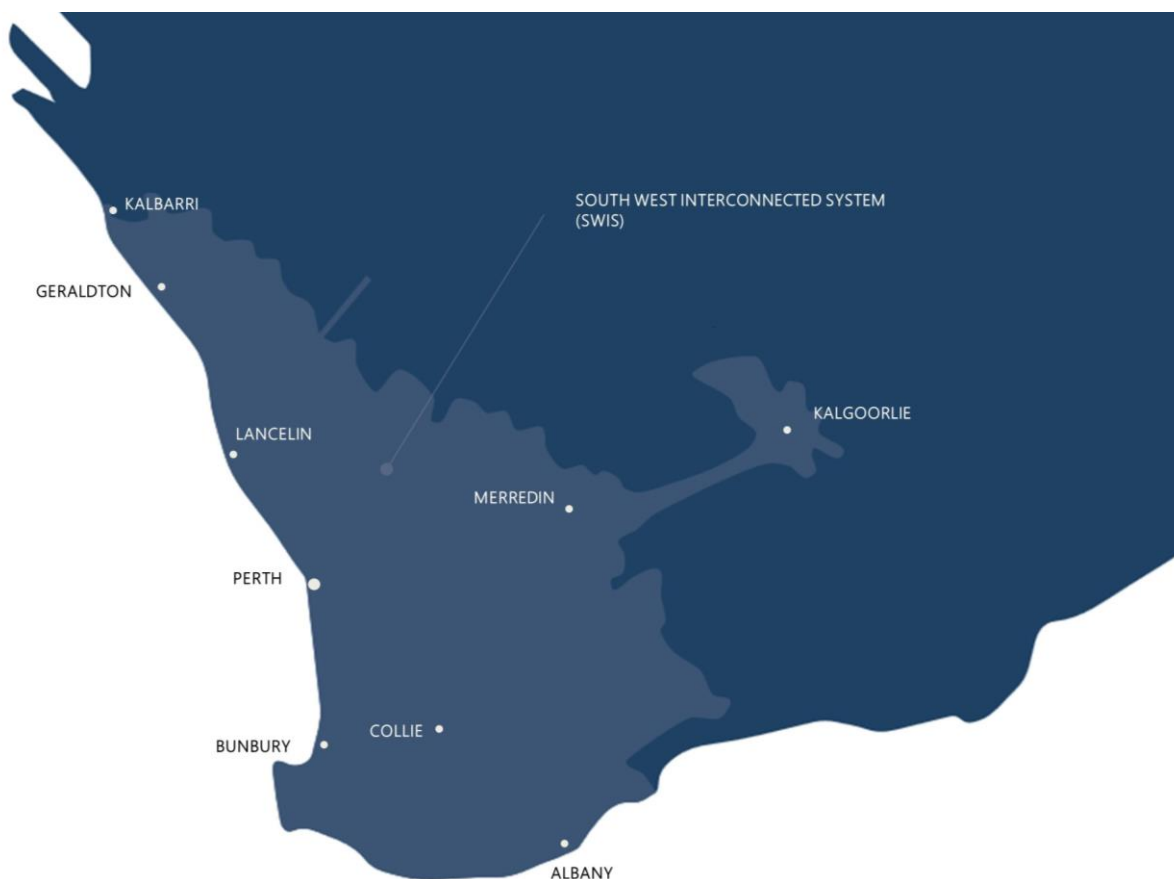 SOUTH WEST INTERCONNECTED SYSTEM
(SWIS)
KALBARRI
GERALDTON
KALGOORLIE
LANCELIN
MERREDIN
PERTH
COLLIE
BUNBURY
ALBANY